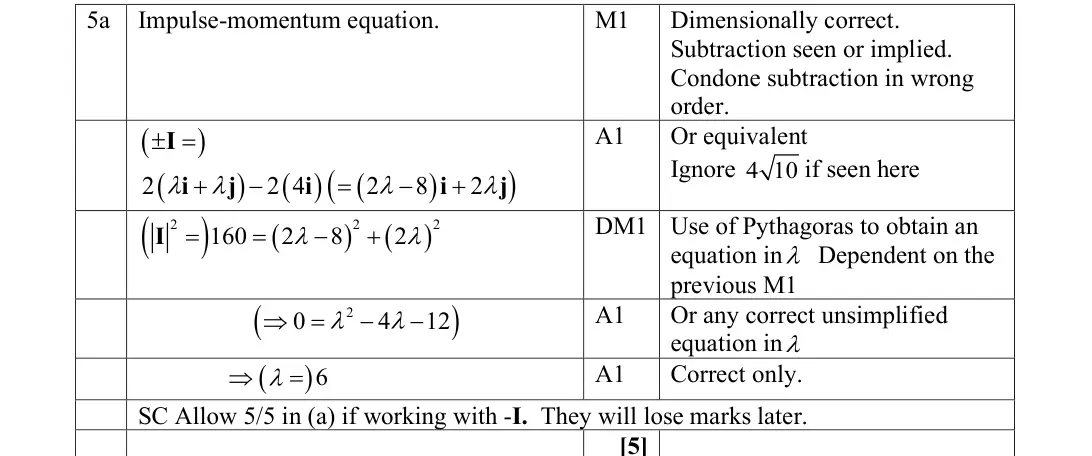 5a Impulse-momentum equation. M1 Dimensionally correct.
Subtraction seen or implied.
Condone subtraction in wrong
order.
(±I =) A1 Or equivalent
2(λi + λj) − 2(4i) (= (2λ − 8)i + 2λj) Ignore 4√10 if seen here
(|I|² =)160 = (2λ − 8)² + (2λ)² DM1 Use of Pythagoras to obtain an
equation in λ Dependent on the
previous M1
(⇒ 0 = λ² − 4λ − 12) A1 Or any correct unsimplified
equation in λ
⇒ (λ =)6 A1 Correct only.
SC Allow 5/5 in (a) if working with -I. They will lose marks later.
[5]